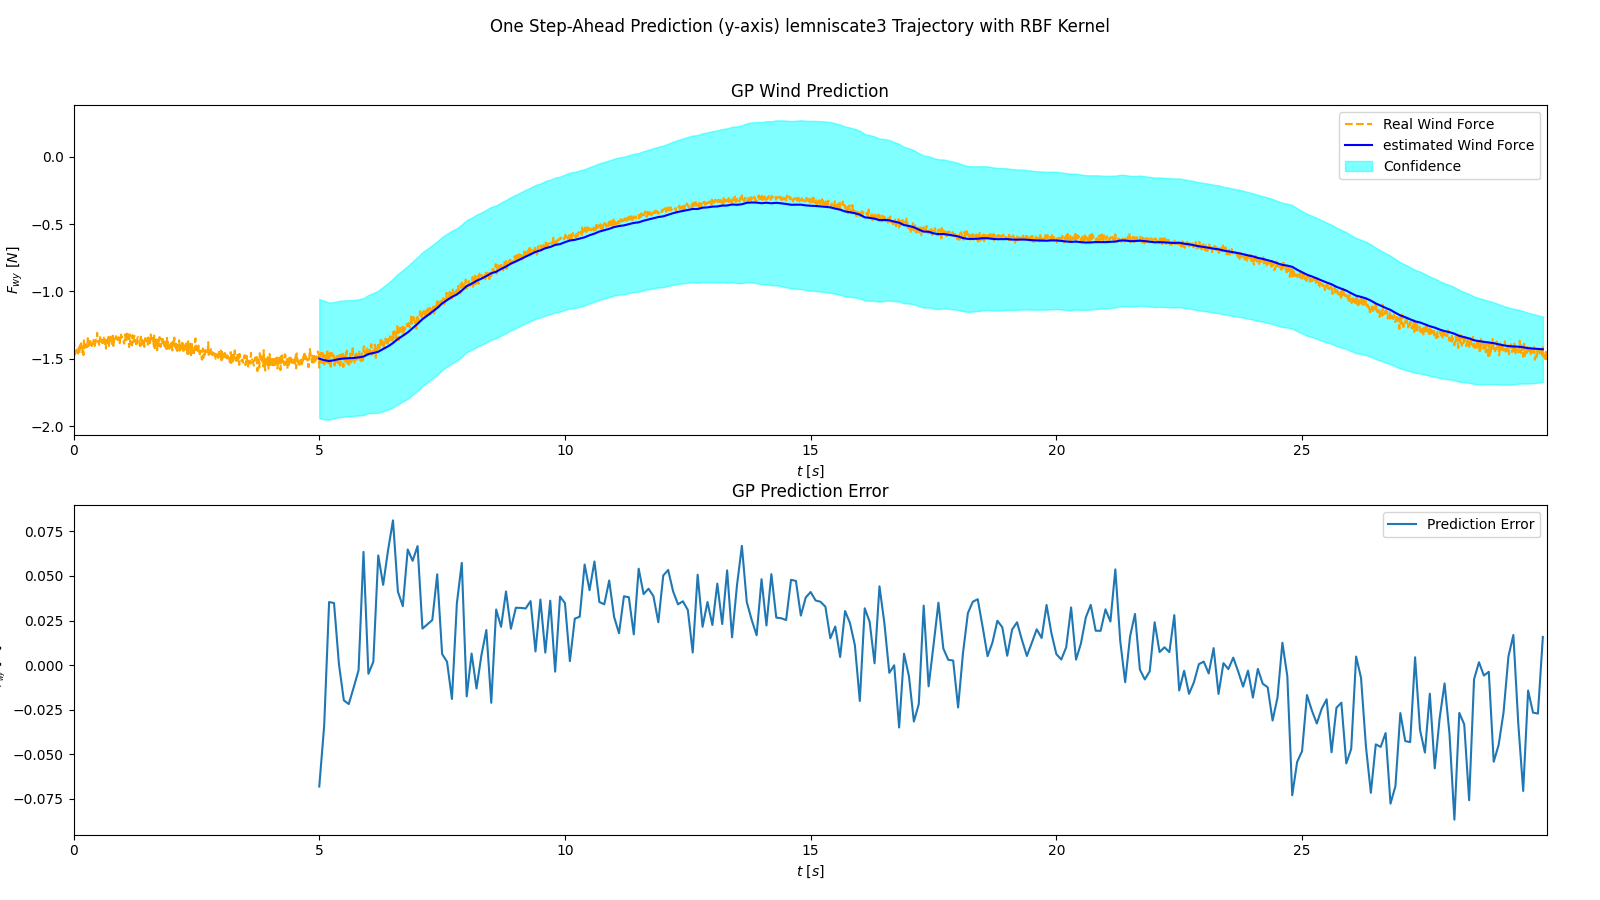 One Step-Ahead Prediction (y-axis) lemniscate3 Trajectory with RBF Kernel
GP Wind Prediction
Real Wind Force
estimated Wind Force
Confidence
0.0
−0.5
−1.0
−1.5
−2.0
F_wy [N]
0 5 10 15 20 25
t [s]
GP Prediction Error
Prediction Error
0.075
0.050
0.025
0.000
−0.025
−0.050
−0.075
0 5 10 15 20 25
t [s]